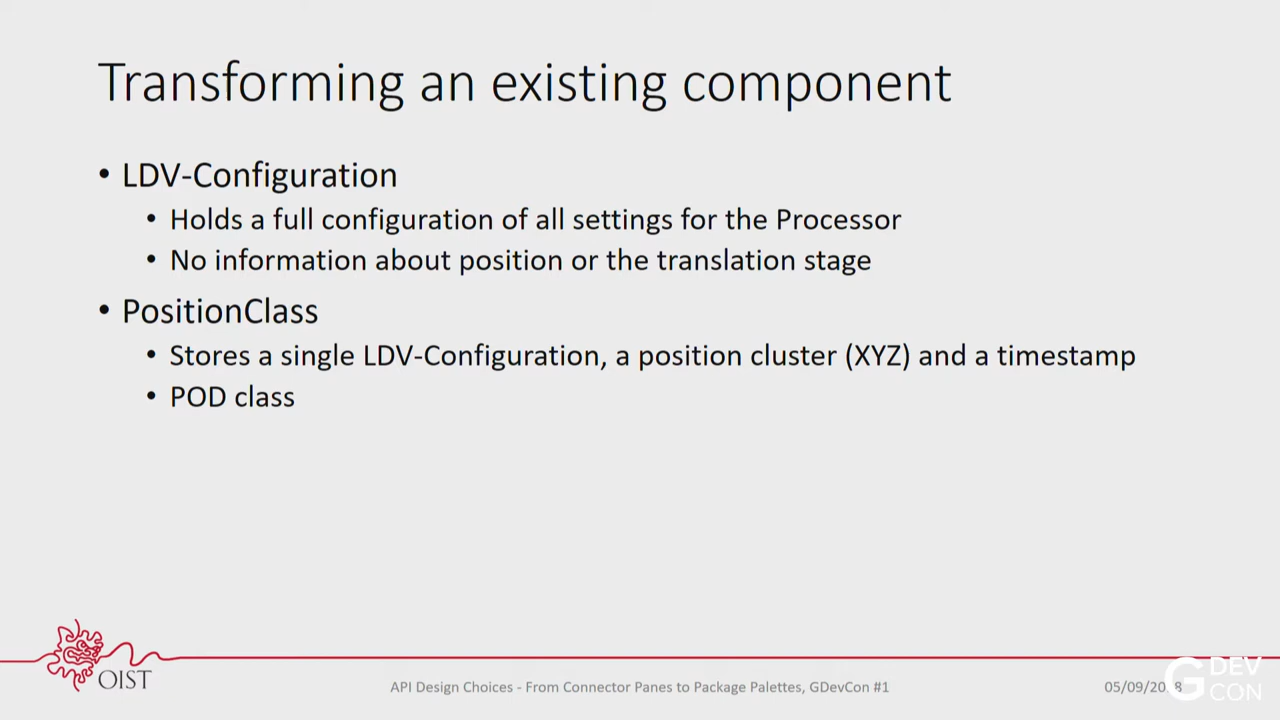 Transforming an existing component
• LDV-Configuration
• Holds a full configuration of all settings for the Processor
• No information about position or the translation stage
• PositionClass
• Stores a single LDV-Configuration, a position cluster (XYZ) and a timestamp
• POD class
OIST
API Design Choices - From Connector Panes to Package Palettes, GDevCon #1
05/09/2018
G DEV
CON